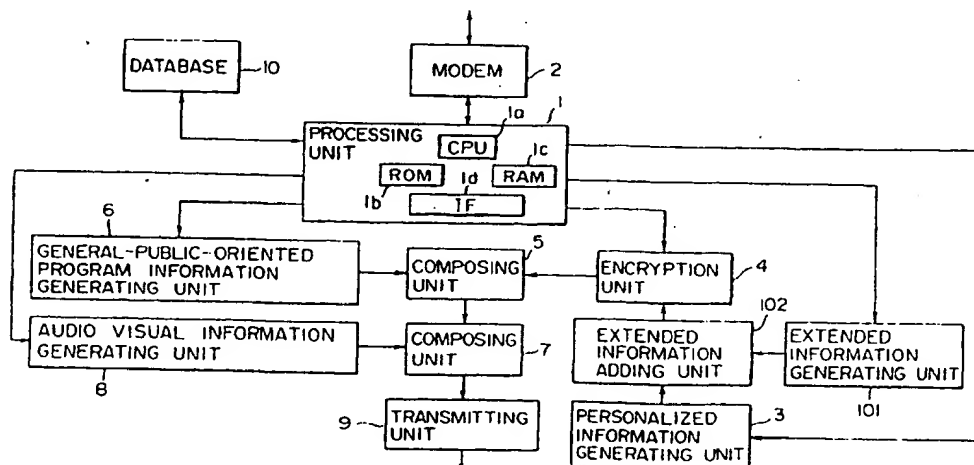 DATABASE
10
MODEM
2
1
PROCESSING
UNIT
1a
CPU
1c
ROM
1d
RAM
1b
IF
6
GENERAL-PUBLIC-ORIENTED
PROGRAM INFORMATION
GENERATING UNIT
5
COMPOSING
UNIT
ENCRYPTION
UNIT
4
102
AUDIO VISUAL INFORMATION
GENERATING UNIT
8
COMPOSING
UNIT
7
EXTENDED
INFORMATION
ADDING UNIT
EXTENDED
INFORMATION
GENERATING UNIT
101
9
TRANSMITTING
UNIT
PERSONALIZED
INFORMATION
GENERATING UNIT
3